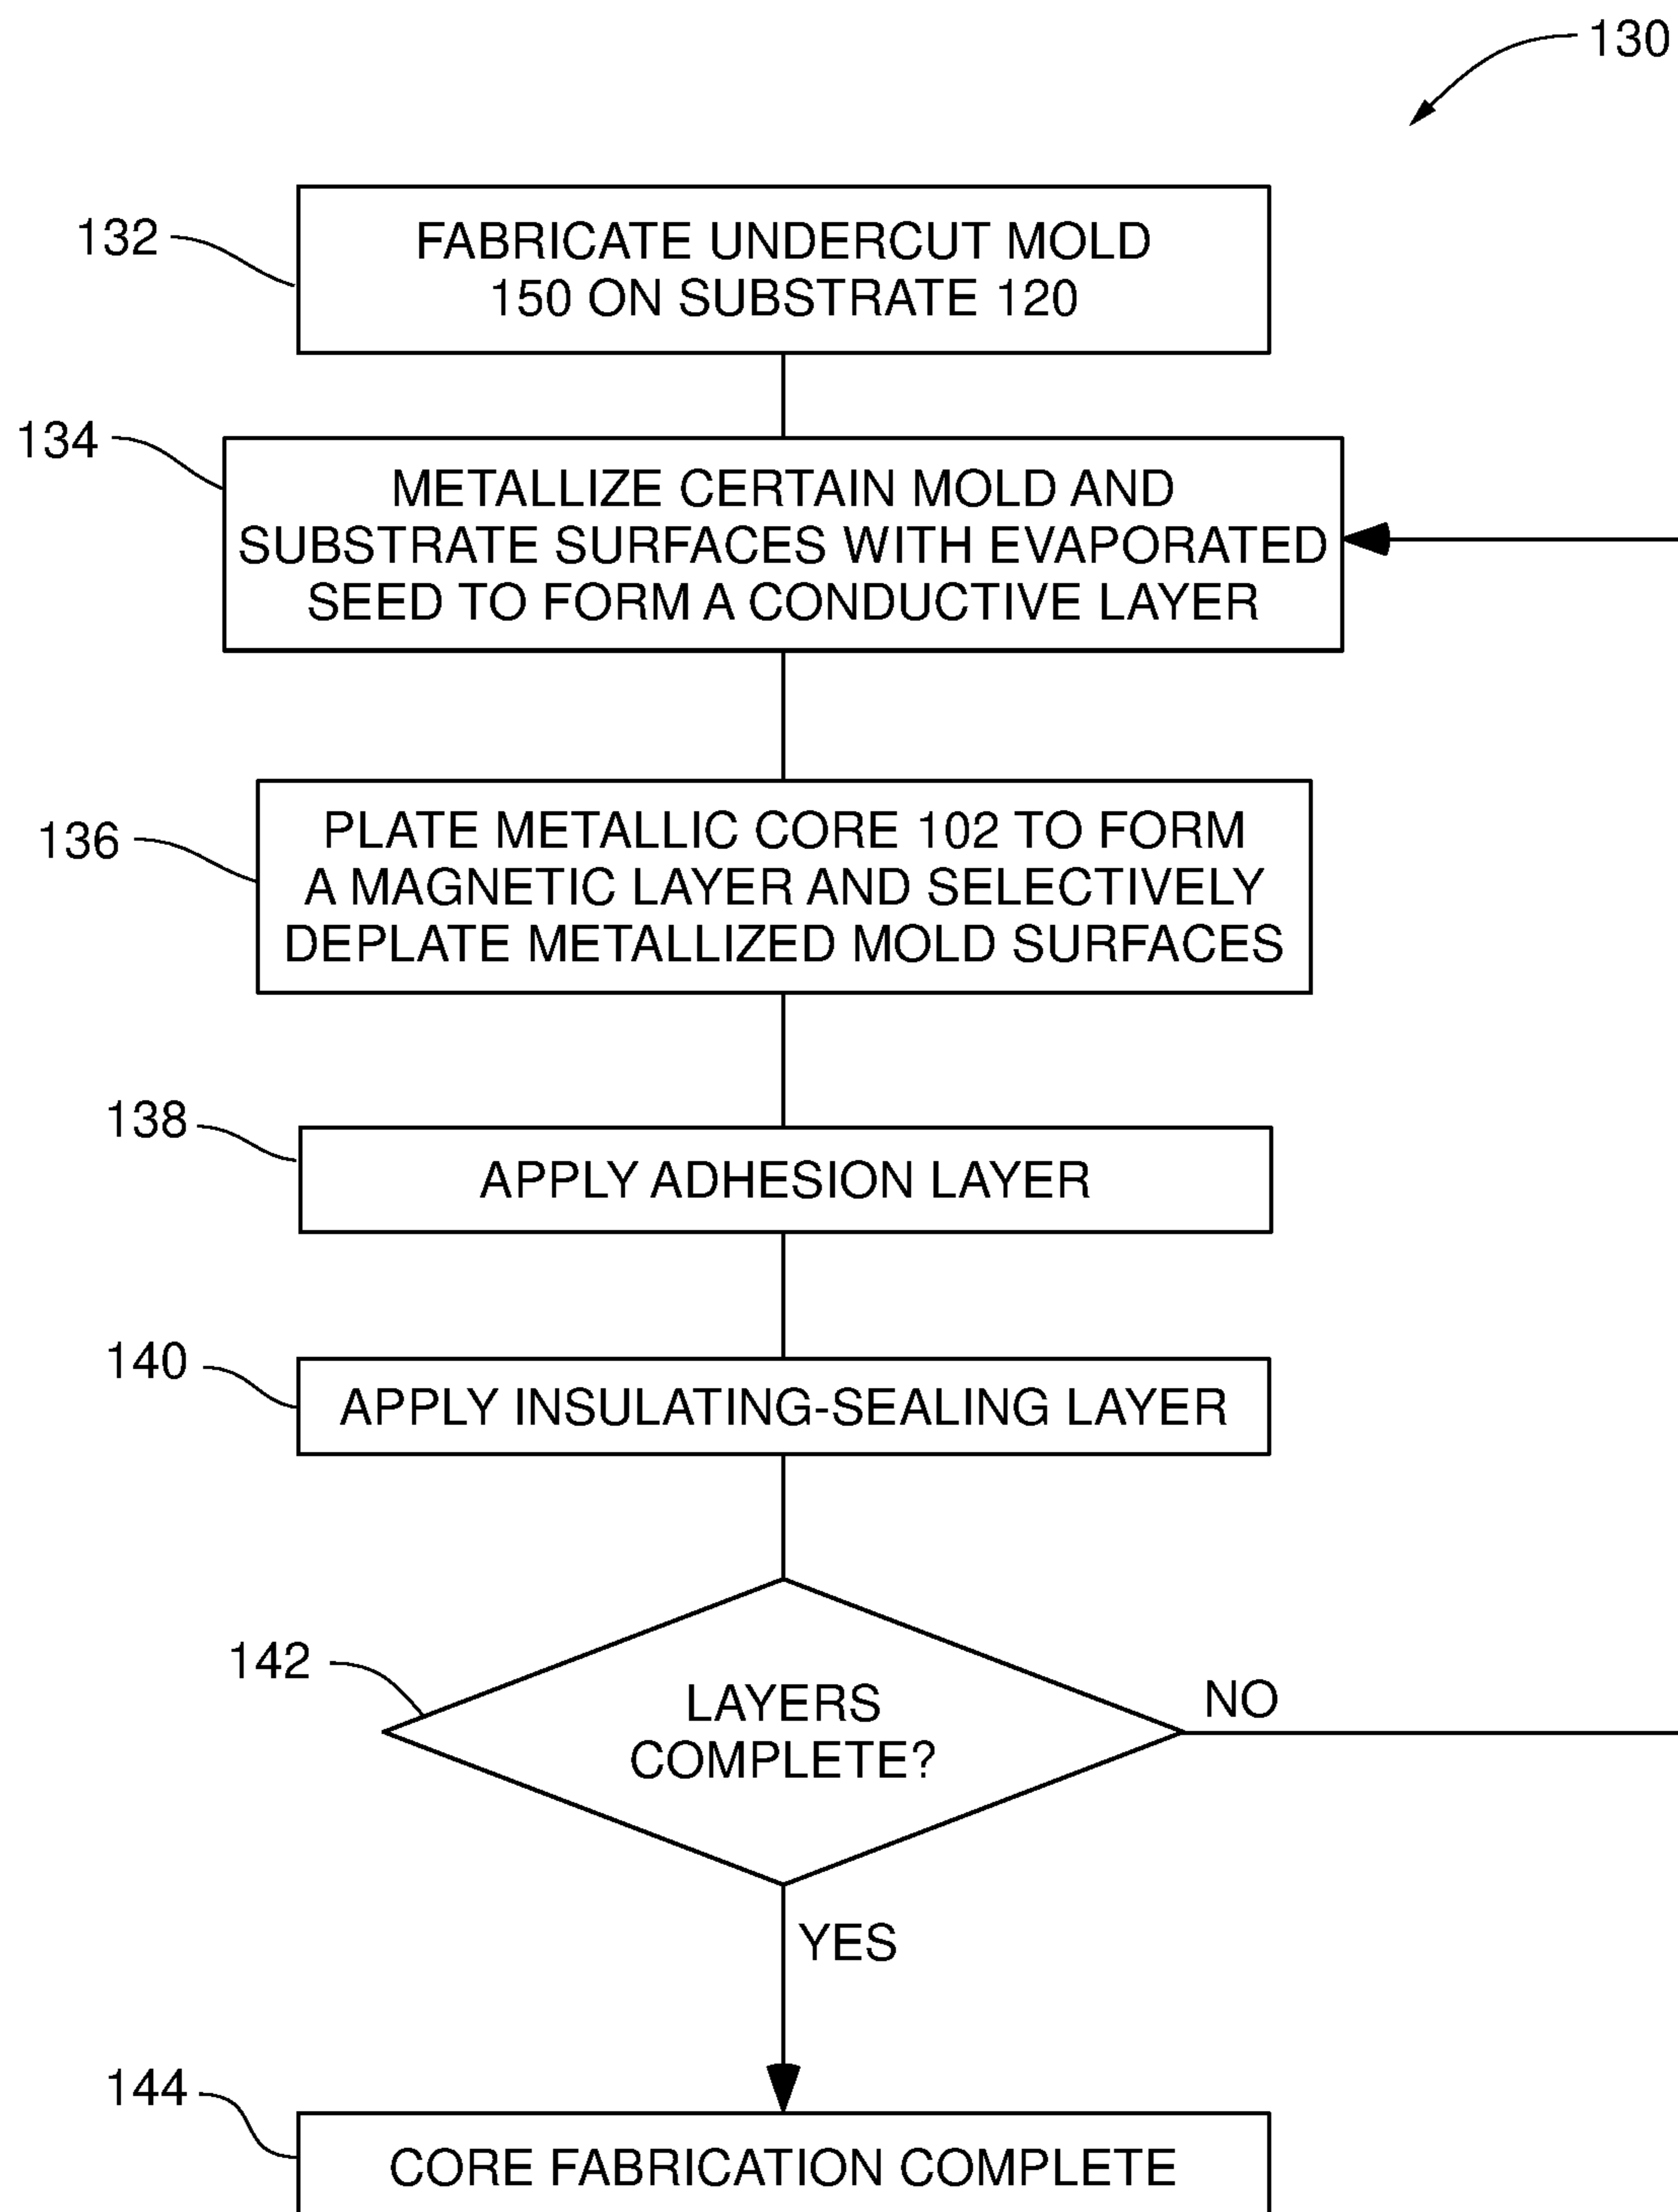 130
132
FABRICATE UNDERCUT MOLD
150 ON SUBSTRATE 120
134
METALLIZE CERTAIN MOLD AND
SUBSTRATE SURFACES WITH EVAPORATED
SEED TO FORM A CONDUCTIVE LAYER
136
PLATE METALLIC CORE 102 TO FORM
A MAGNETIC LAYER AND SELECTIVELY
DEPLATE METALLIZED MOLD SURFACES
138
APPLY ADHESION LAYER
140
APPLY INSULATING-SEALING LAYER
142
LAYERS
COMPLETE?
NO
YES
144
CORE FABRICATION COMPLETE